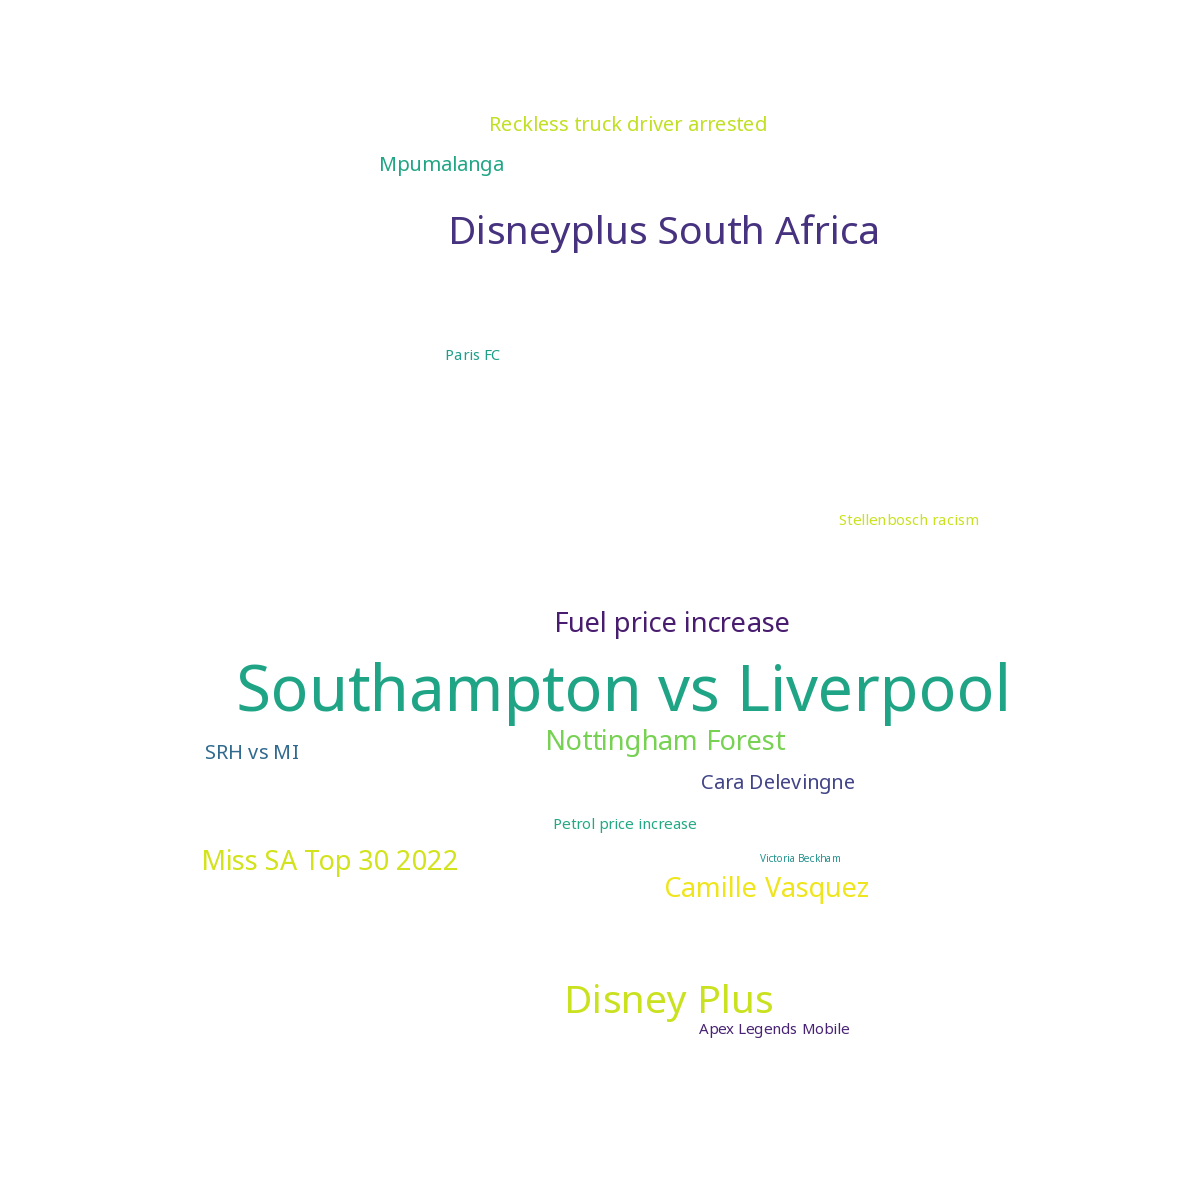 Reckless truck driver arrested
Mpumalanga
Disneyplus South Africa
Paris FC
Stellenbosch racism
Fuel price increase
Southampton vs Liverpool
Nottingham Forest
SRH vs MI
Cara Delevingne
Petrol price increase
Victoria Beckham
Miss SA Top 30 2022
Camille Vasquez
Disney Plus
Apex Legends Mobile